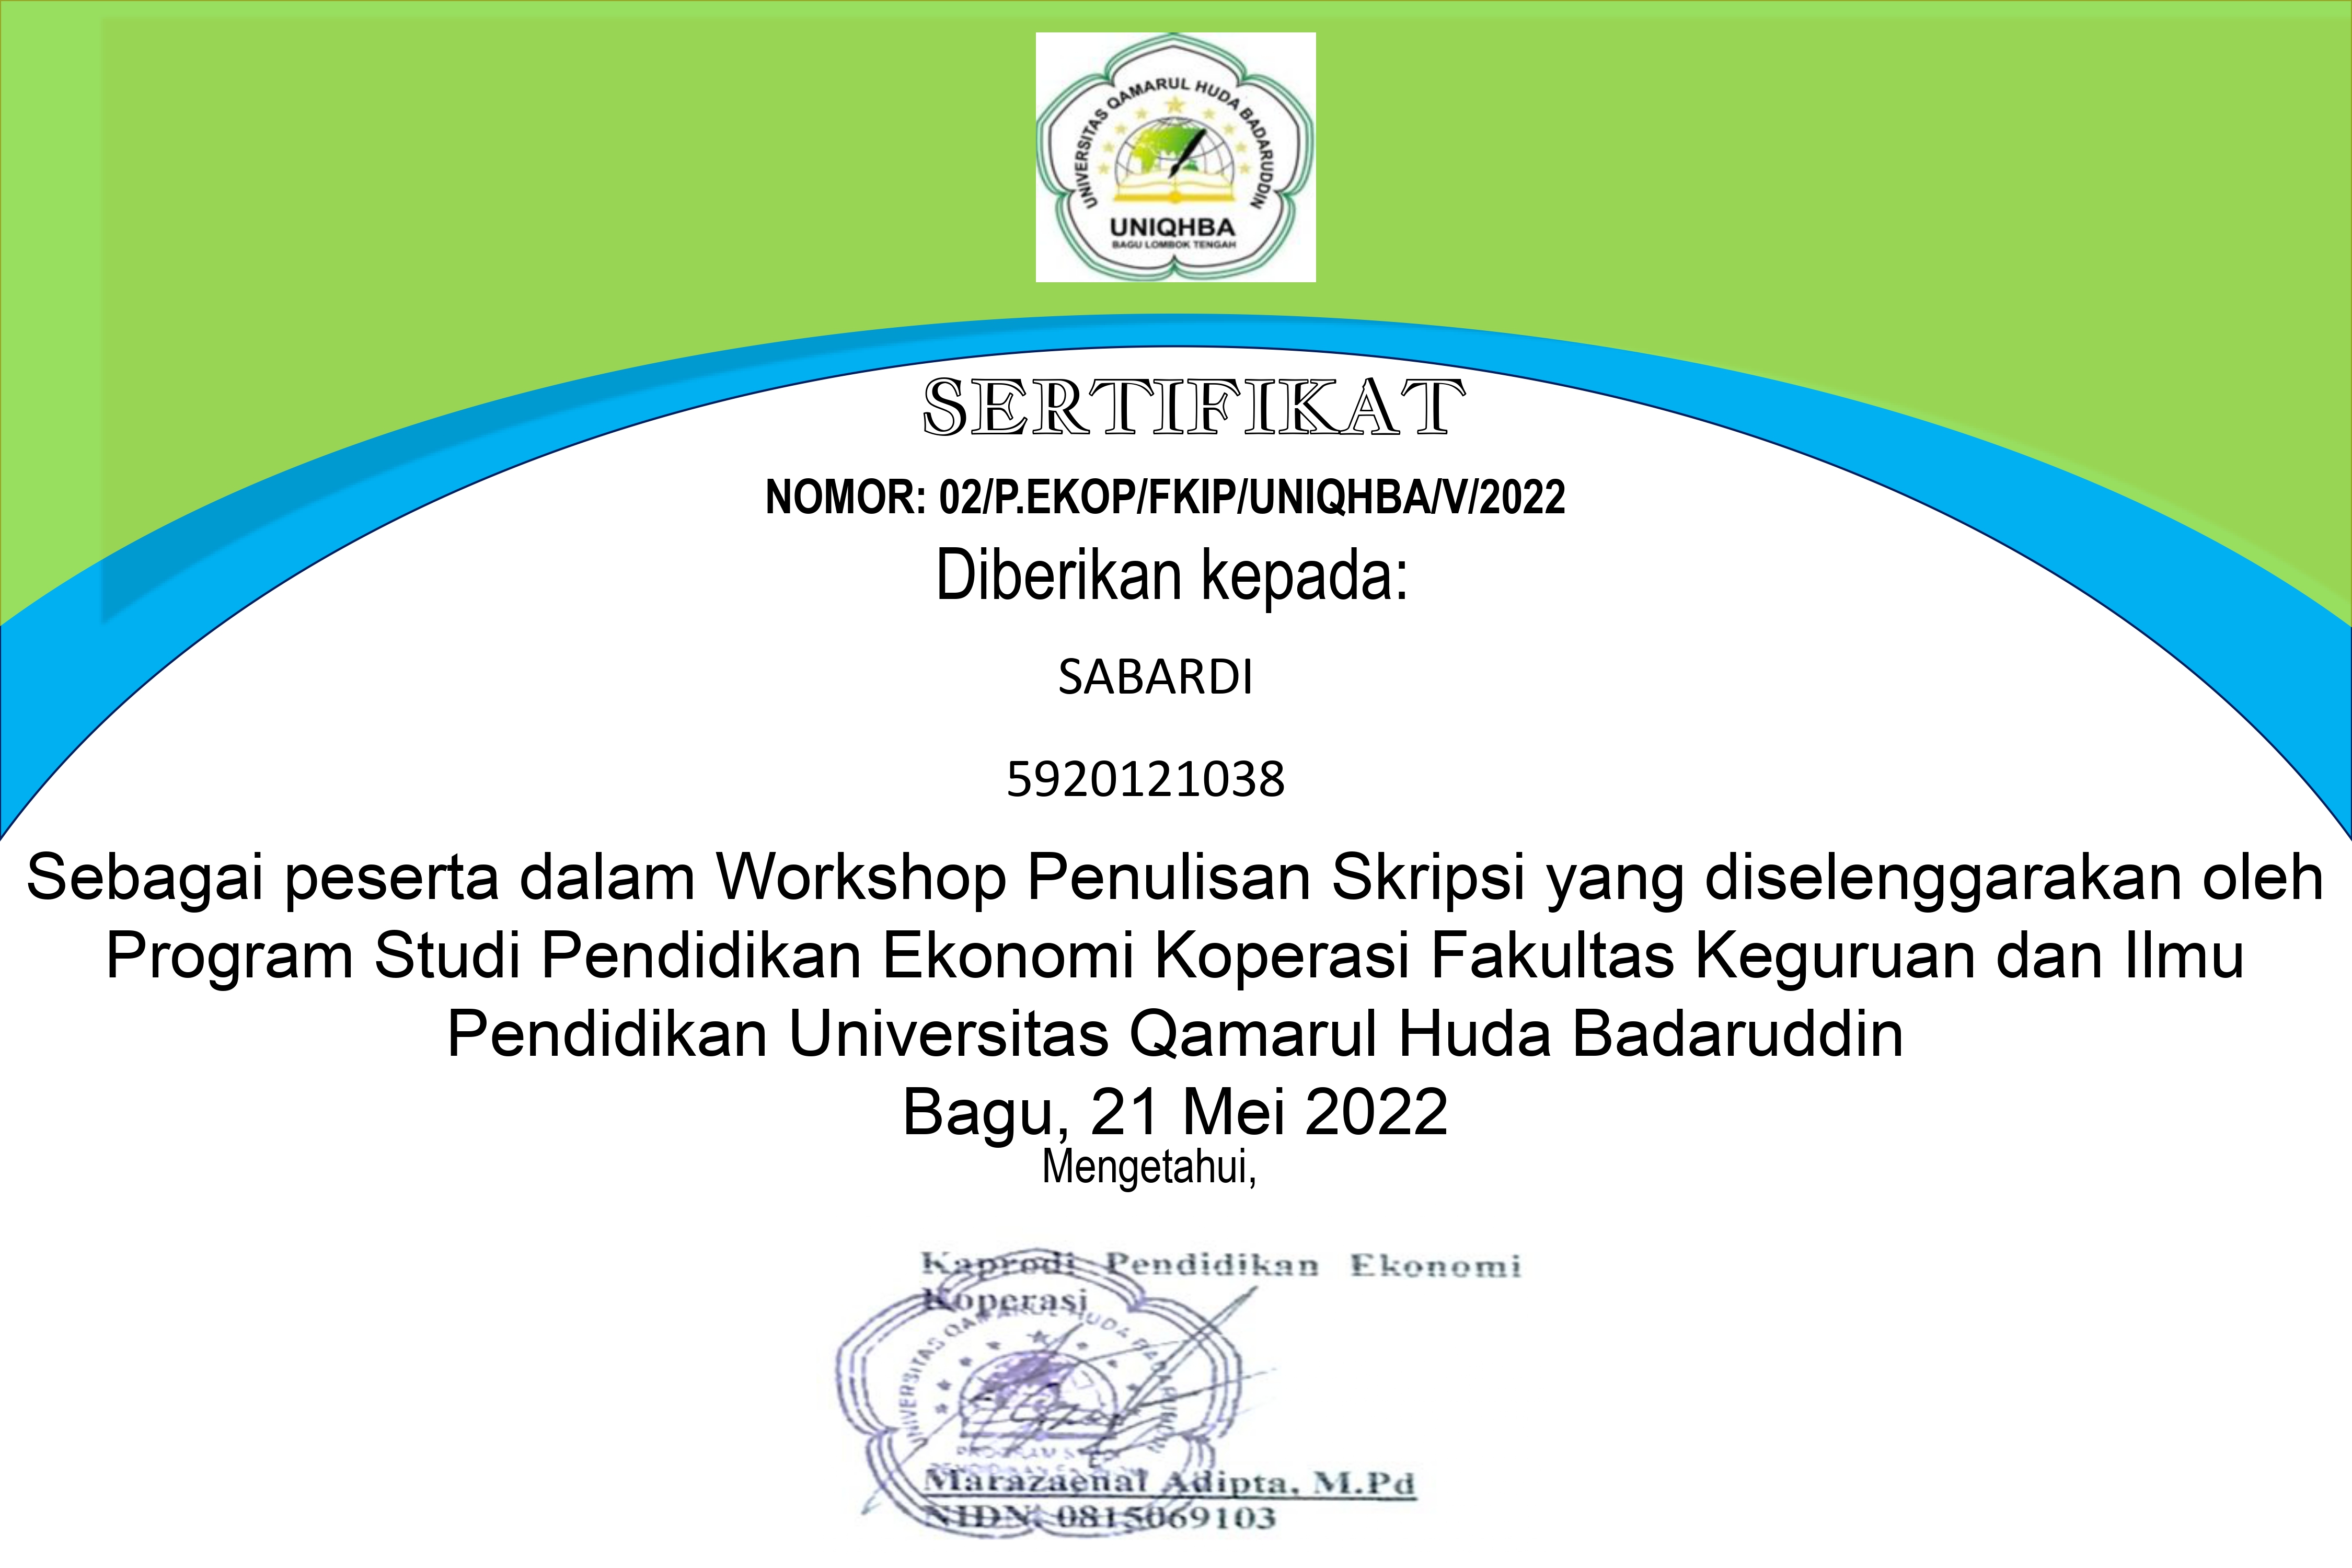 UNIVERSITAS QAMARUL HUDA BADARUDDIN
UNIQHBA
BAGU LOMBOK TENGAH
SERTIFIKAT
NOMOR: 02/P.EKOP/FKIP/UNIQHBA/V/2022
Diberikan kepada:
SABARDI
5920121038
Sebagai peserta dalam Workshop Penulisan Skripsi yang diselenggarakan oleh
Program Studi Pendidikan Ekonomi Koperasi Fakultas Keguruan dan Ilmu
Pendidikan Universitas Qamarul Huda Badaruddin
Bagu, 21 Mei 2022
Mengetahui,
Kaprodi Pendidikan Ekonomi
Koperasi
UNIVERSITAS QAMARUL HUDA BADARUDDIN
PROGRAM
Marazaenal Adipta, M.Pd
NIDN. 0815069103